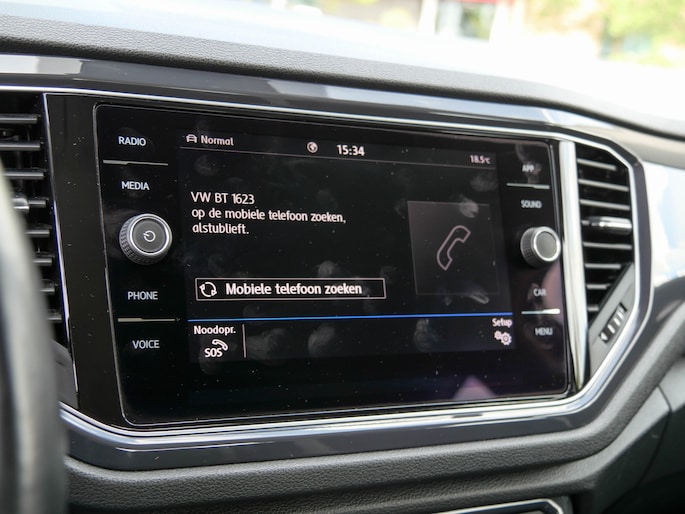 RADIO
MEDIA
PHONE
VOICE
Normal
15:34
18.5°C
VW BT 1623
op de mobiele telefoon zoeken,
alstublieft.
Mobiele telefoon zoeken
Noodopr.
SOS
Setup
APP
SOUND
CAR
MENU